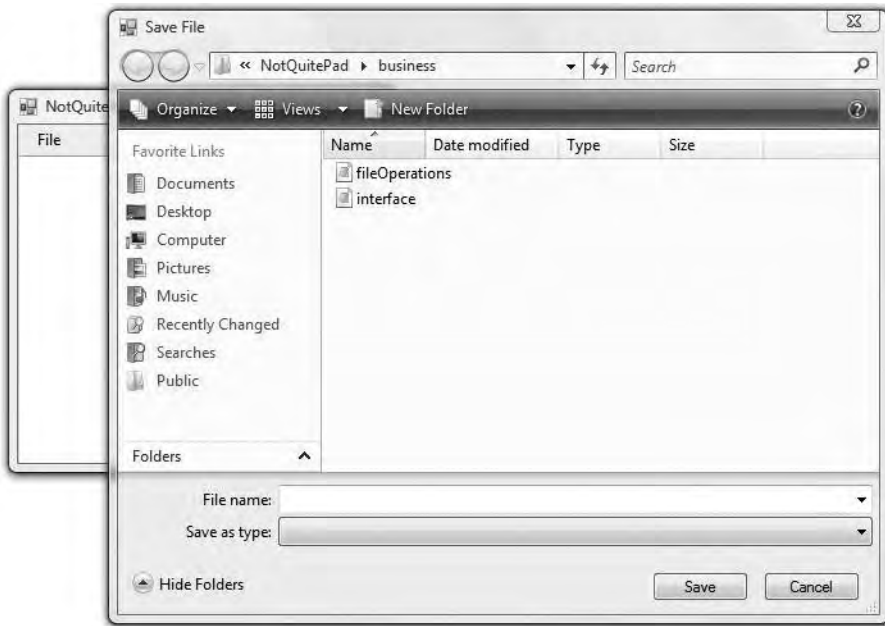 Save File
« NotQuitePad business
Search
NotQuite
Organize Views New Folder
File
Favorite Links
Name Date modified Type Size
Documents
fileOperations
Desktop
interface
Computer
Pictures
Music
Recently Changed
Searches
Public
Folders
File name:
Save as type:
Hide Folders
Save Cancel